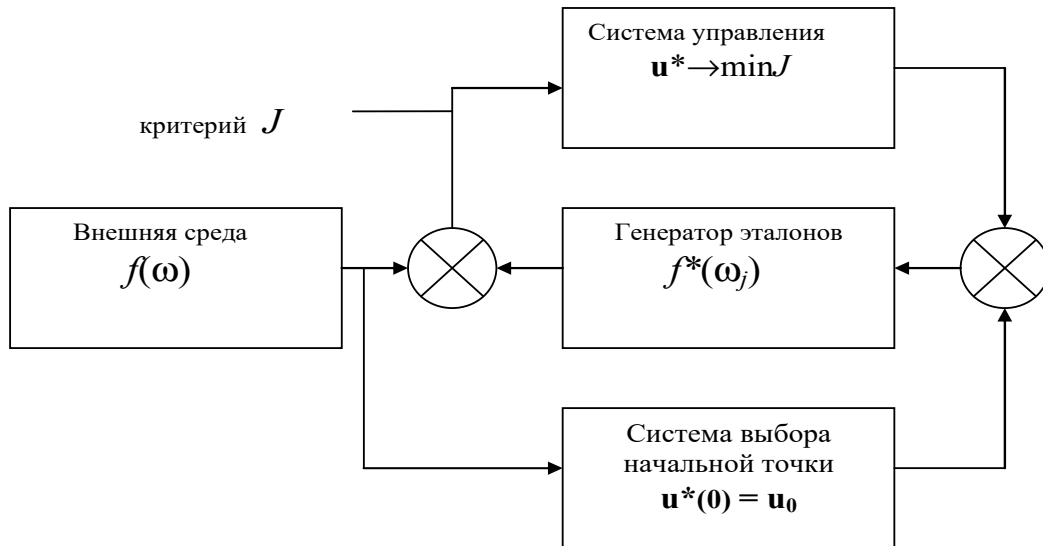 Система управления
u*→minJ
критерий J
Внешняя среда
f(ω)
Генератор эталонов
f*(ωj)
Система выбора
начальной точки
u*(0) = u₀